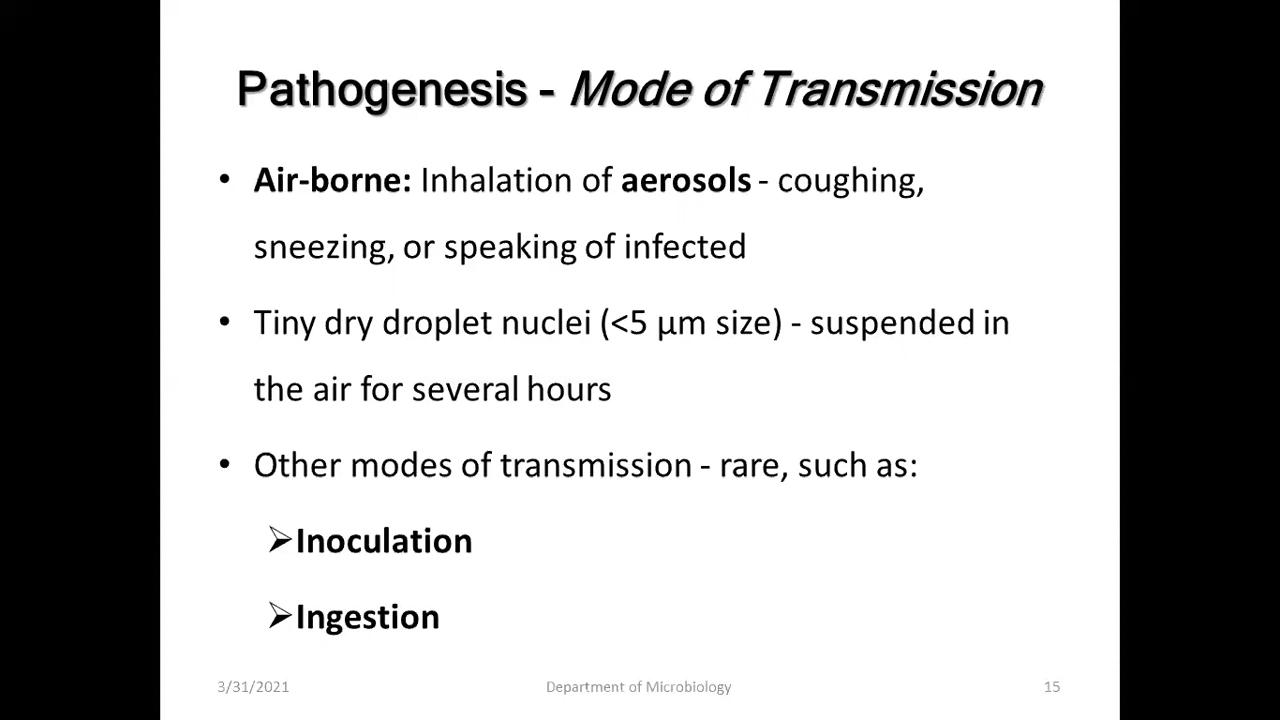 Pathogenesis - Mode of Transmission
• Air-borne: Inhalation of aerosols - coughing,
sneezing, or speaking of infected
• Tiny dry droplet nuclei (<5 µm size) - suspended in
the air for several hours
• Other modes of transmission - rare, such as:
➢Inoculation
➢Ingestion
3/31/2021 Department of Microbiology 15